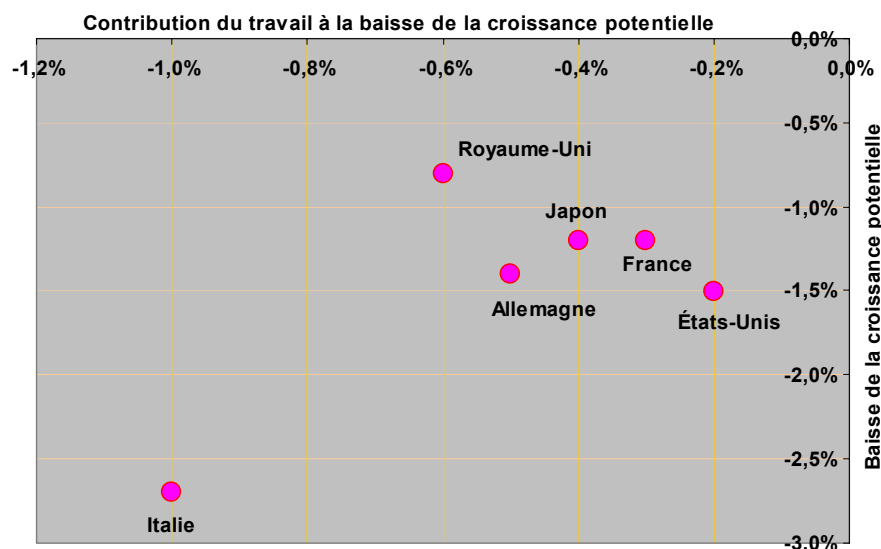 Contribution du travail à la baisse de la croissance potentielle
0,0%
-1,2% -1,0% -0,8% -0,6% -0,4% -0,2% 0,0%
-0,5%
Royaume-Uni
-1,0%
Japon
France
-1,5%
Allemagne
États-Unis
-2,0%
-2,5%
Italie
-3,0%
Baisse de la croissance potentielle